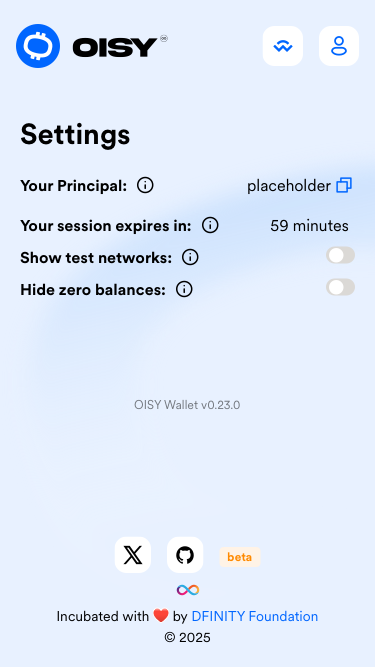 OISY
Settings
Your Principal: placeholder
Your session expires in: 59 minutes
Show test networks:
Hide zero balances:
OISY Wallet v0.23.0
beta
Incubated with ❤️ by DFINITY Foundation
© 2025